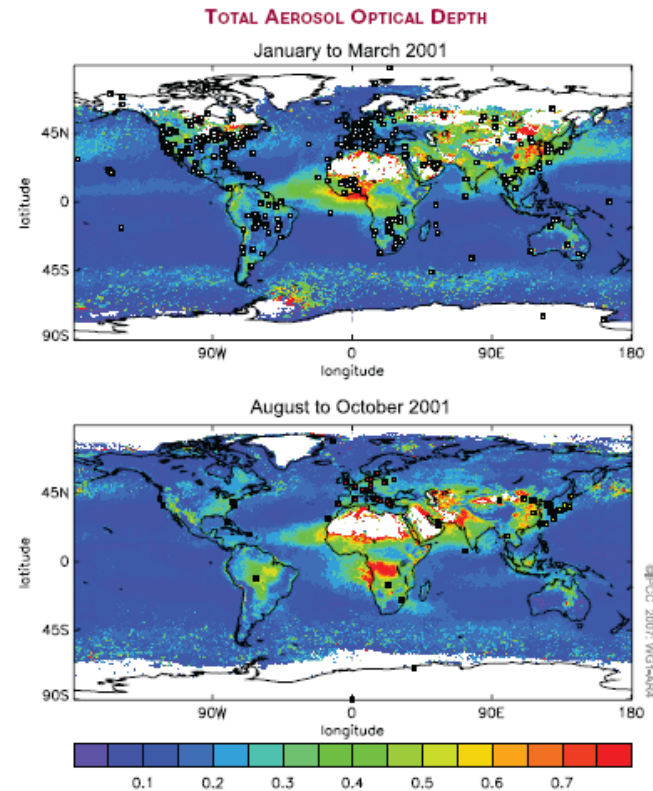 TOTAL AEROSOL OPTICAL DEPTH
January to March 2001
latitude
45N
0
45S
90S
90W
0
90E
180
longitude
August to October 2001
latitude
45N
0
45S
90S
90W
0
90E
180
longitude
©IPCC 2007: WG1-AR4
0.1 0.2 0.3 0.4 0.5 0.6 0.7